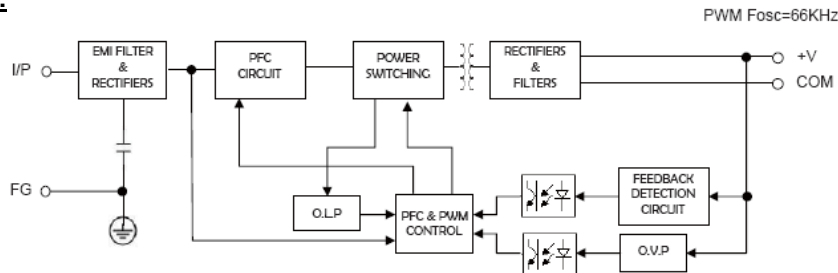 PWM Fosc=66KHz
I/P
EMI FILTER
&
RECTIFIERS
PFC
CIRCUIT
POWER
SWITCHING
RECTIFIERS
&
FILTERS
+V
COM
FG
O.L.P
PFC & PWM
CONTROL
FEEDBACK
DETECTION
CIRCUIT
O.V.P